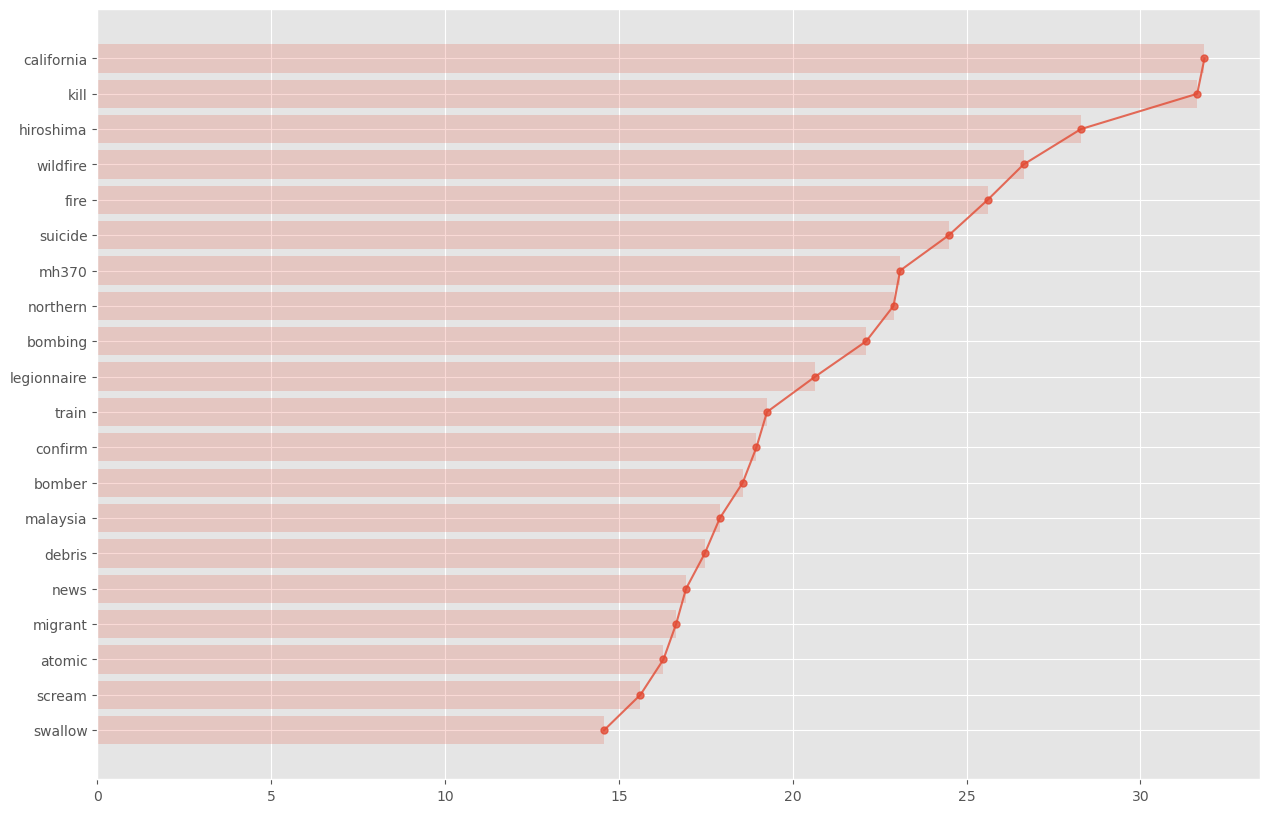 california
kill
hiroshima
wildfire
fire
suicide
mh370
northern
bombing
legionnaire
train
confirm
bomber
malaysia
debris
news
migrant
atomic
scream
swallow
0 5 10 15 20 25 30